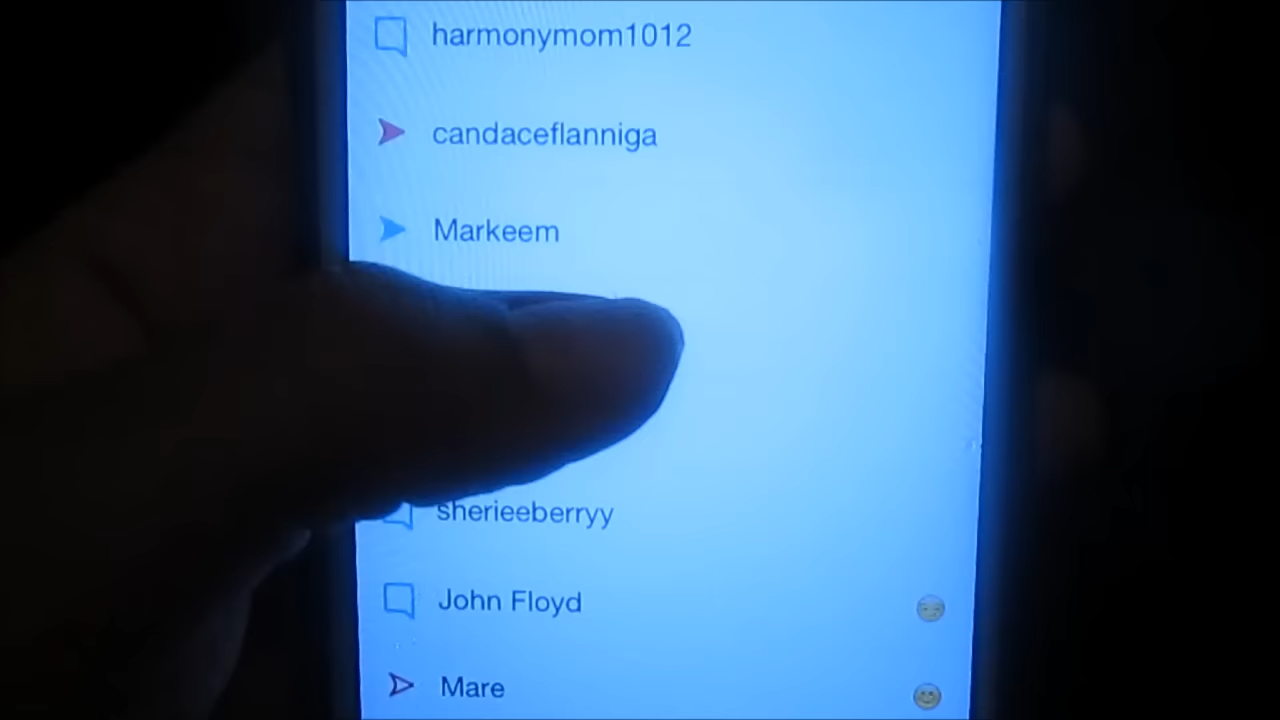 harmonymom1012
candaceflanniga
Markeem
sherieeberryy
John Floyd
Mare